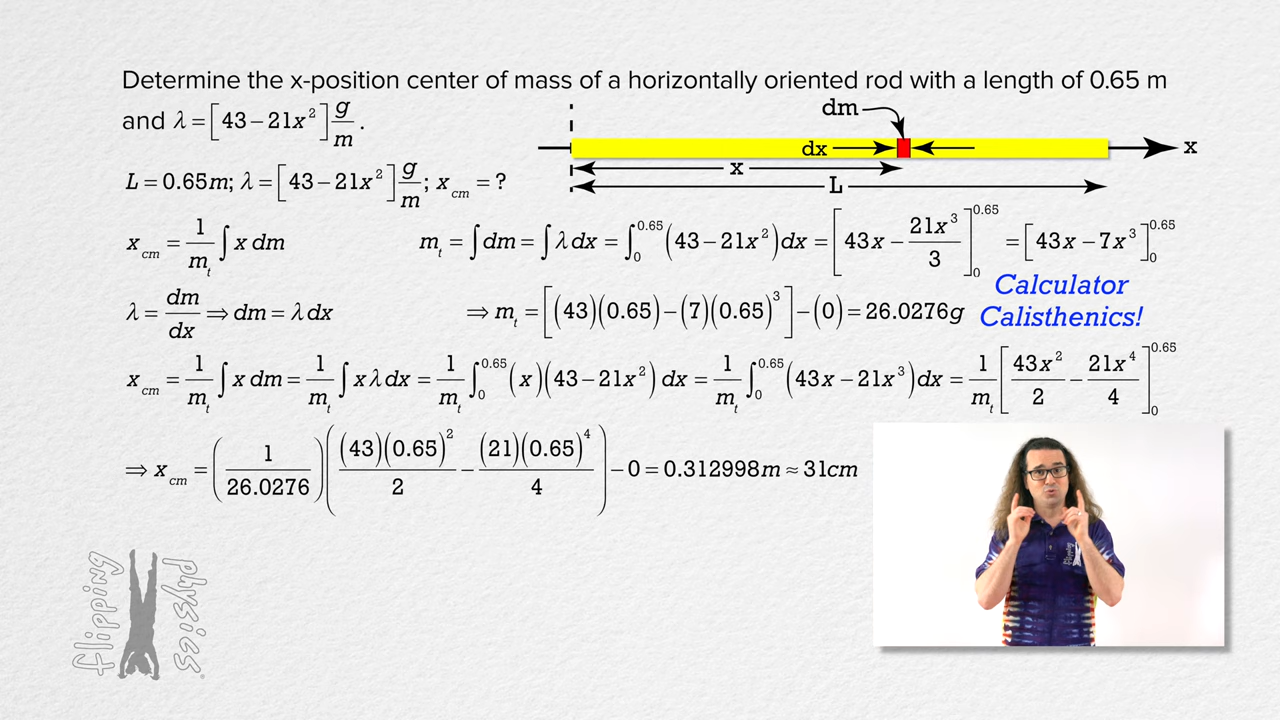 Determine the x-position center of mass of a horizontally oriented rod with a length of 0.65 m
and λ = [43 − 21x²] g/m .
dm
dx
x
x
L
L = 0.65m; λ = [43 − 21x²] g/m; x_cm = ?
x_cm = 1/m_t ∫ x dm
m_t = ∫ dm = ∫ λ dx = ∫₀^0.65 (43 − 21x²) dx = [43x − 21x³/3]₀^0.65 = [43x − 7x³]₀^0.65
λ = dm/dx ⇒ dm = λ dx
⇒ m_t = [(43)(0.65) − (7)(0.65)³] − (0) = 26.0276g
Calculator
Calisthenics!
x_cm = 1/m_t ∫ x dm = 1/m_t ∫ x λ dx = 1/m_t ∫₀^0.65 (x)(43 − 21x²) dx = 1/m_t ∫₀^0.65 (43x − 21x³) dx = 1/m_t [43x²/2 − 21x⁴/4]₀^0.65
⇒ x_cm = (1/26.0276)((43)(0.65)²/2 − (21)(0.65)⁴/4) − 0 = 0.312998m ≈ 31cm
flipping
physics